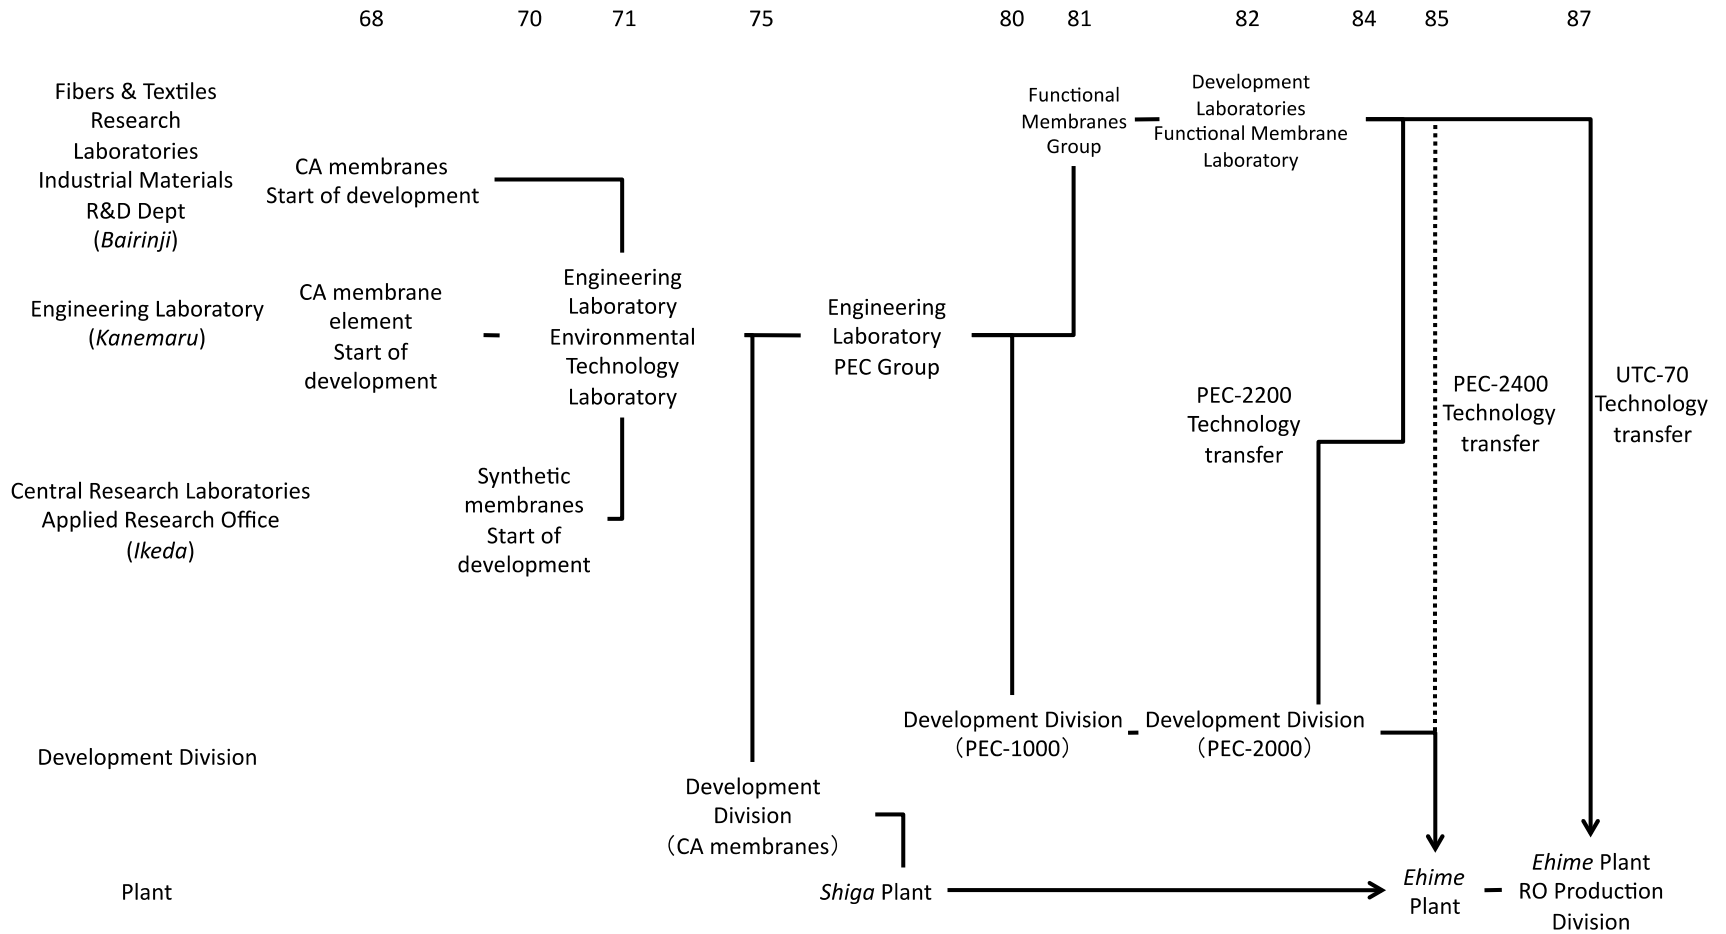 68 70 71 75 80 81 82 84 85 87
Fibers & Textiles
Research
Laboratories
Industrial Materials
R&D Dept
(Bairinji)
CA membranes
Start of development
Engineering Laboratory
(Kanemaru)
CA membrane
element
Start of
development
Engineering
Laboratory
Environmental
Technology
Laboratory
Central Research Laboratories
Applied Research Office
(Ikeda)
Synthetic
membranes
Start of
development
Engineering
Laboratory
PEC Group
Functional
Membranes
Group
Development
Laboratories
Functional Membrane
Laboratory
PEC-2200
Technology
transfer
PEC-2400
Technology
transfer
UTC-70
Technology
transfer
Development Division
Development
Division
（CA membranes）
Development Division
（PEC-1000）
Development Division
（PEC-2000）
Plant
Shiga Plant
Ehime
Plant
Ehime Plant
RO Production
Division